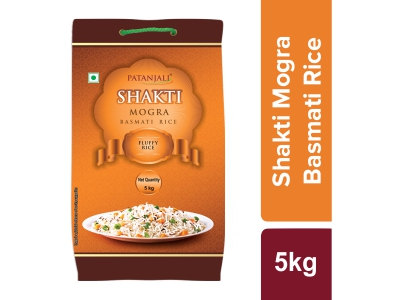 PATANJALI
SHAKTI
MOGRA
BASMATI RICE
FLUFFY
RICE
Net Quantity
5 kg
Shakti Mogra
Basmati Rice
5kg